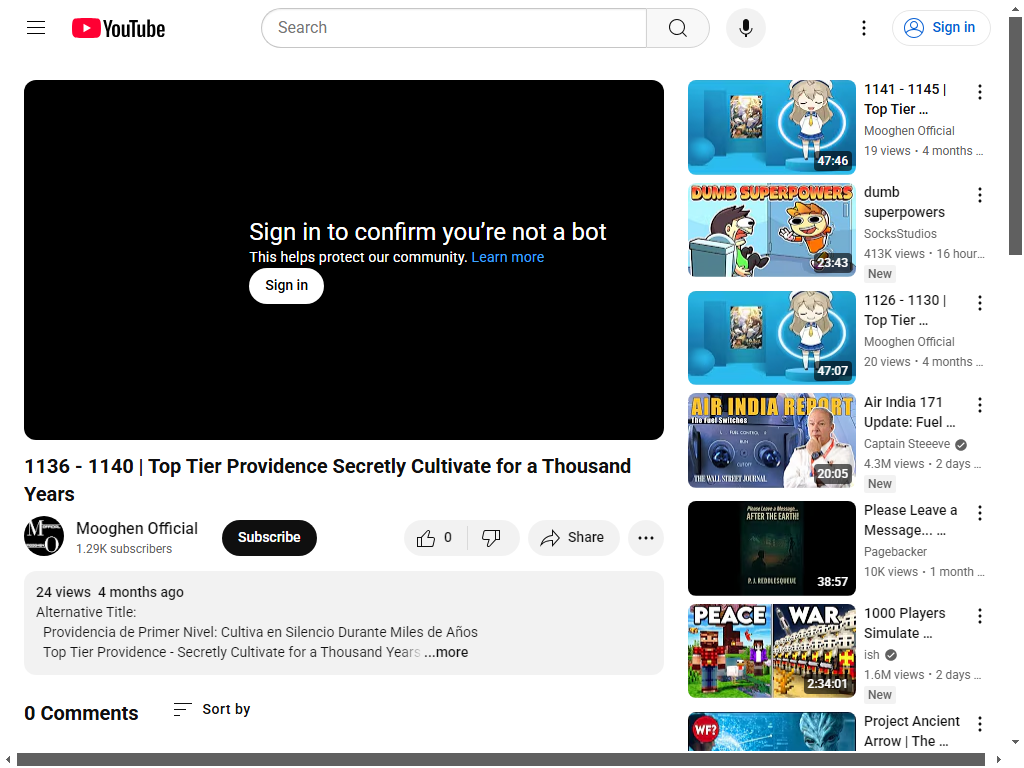 YouTube
Search
Sign in
Sign in to confirm you're not a bot
This helps protect our community. Learn more
Sign in
1136 - 1140 | Top Tier Providence Secretly Cultivate for a Thousand
Years
Mooghen Official
1.29K subscribers
Subscribe
0
Share
24 views 4 months ago
Alternative Title:
Providencia de Primer Nivel: Cultiva en Silencio Durante Miles de Años
Top Tier Providence - Secretly Cultivate for a Thousand Years ...more
0 Comments
Sort by
47:46
1141 - 1145 |
Top Tier ...
Mooghen Official
19 views • 4 months ...
DUMB SUPERPOWERS
23:43
dumb
superpowers
SocksStudios
413K views • 16 hour...
New
47:07
1126 - 1130 |
Top Tier ...
Mooghen Official
20 views • 4 months ...
AIR INDIA REPORT
The Fuel Switches
FUEL CONTROL
RUN
CUTOFF
THE WALL STREET JOURNAL
20:05
Air India 171
Update: Fuel ...
Captain Steeeve
4.3M views • 2 days ...
New
Please Leave a Message...
AFTER THE EARTH!
P. J. REDDLESQUEUE
38:57
Please Leave a
Message... ...
Pagebacker
10K views • 1 month ...
PEACE WAR
2:34:01
1000 Players
Simulate ...
ish
1.6M views • 2 days ...
New
WF?
Project Ancient
Arrow | The ...